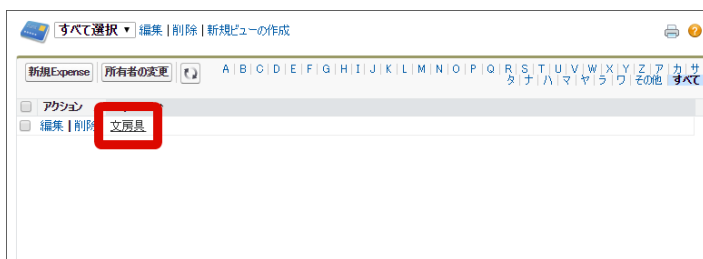 すべて選択 ▼ 編集 | 削除 | 新規ビューの作成
新規Expense 所有者の変更 A | B | C | D | E | F | G | H | I | J | K | L | M | N | O | P | Q | R | S | T | U | V | W | X | Y | Z | ア | カ | サ
タ | ナ | ハ | マ | ヤ | ラ | ワ | その他 すべて
アクション
編集 | 削除 文房具